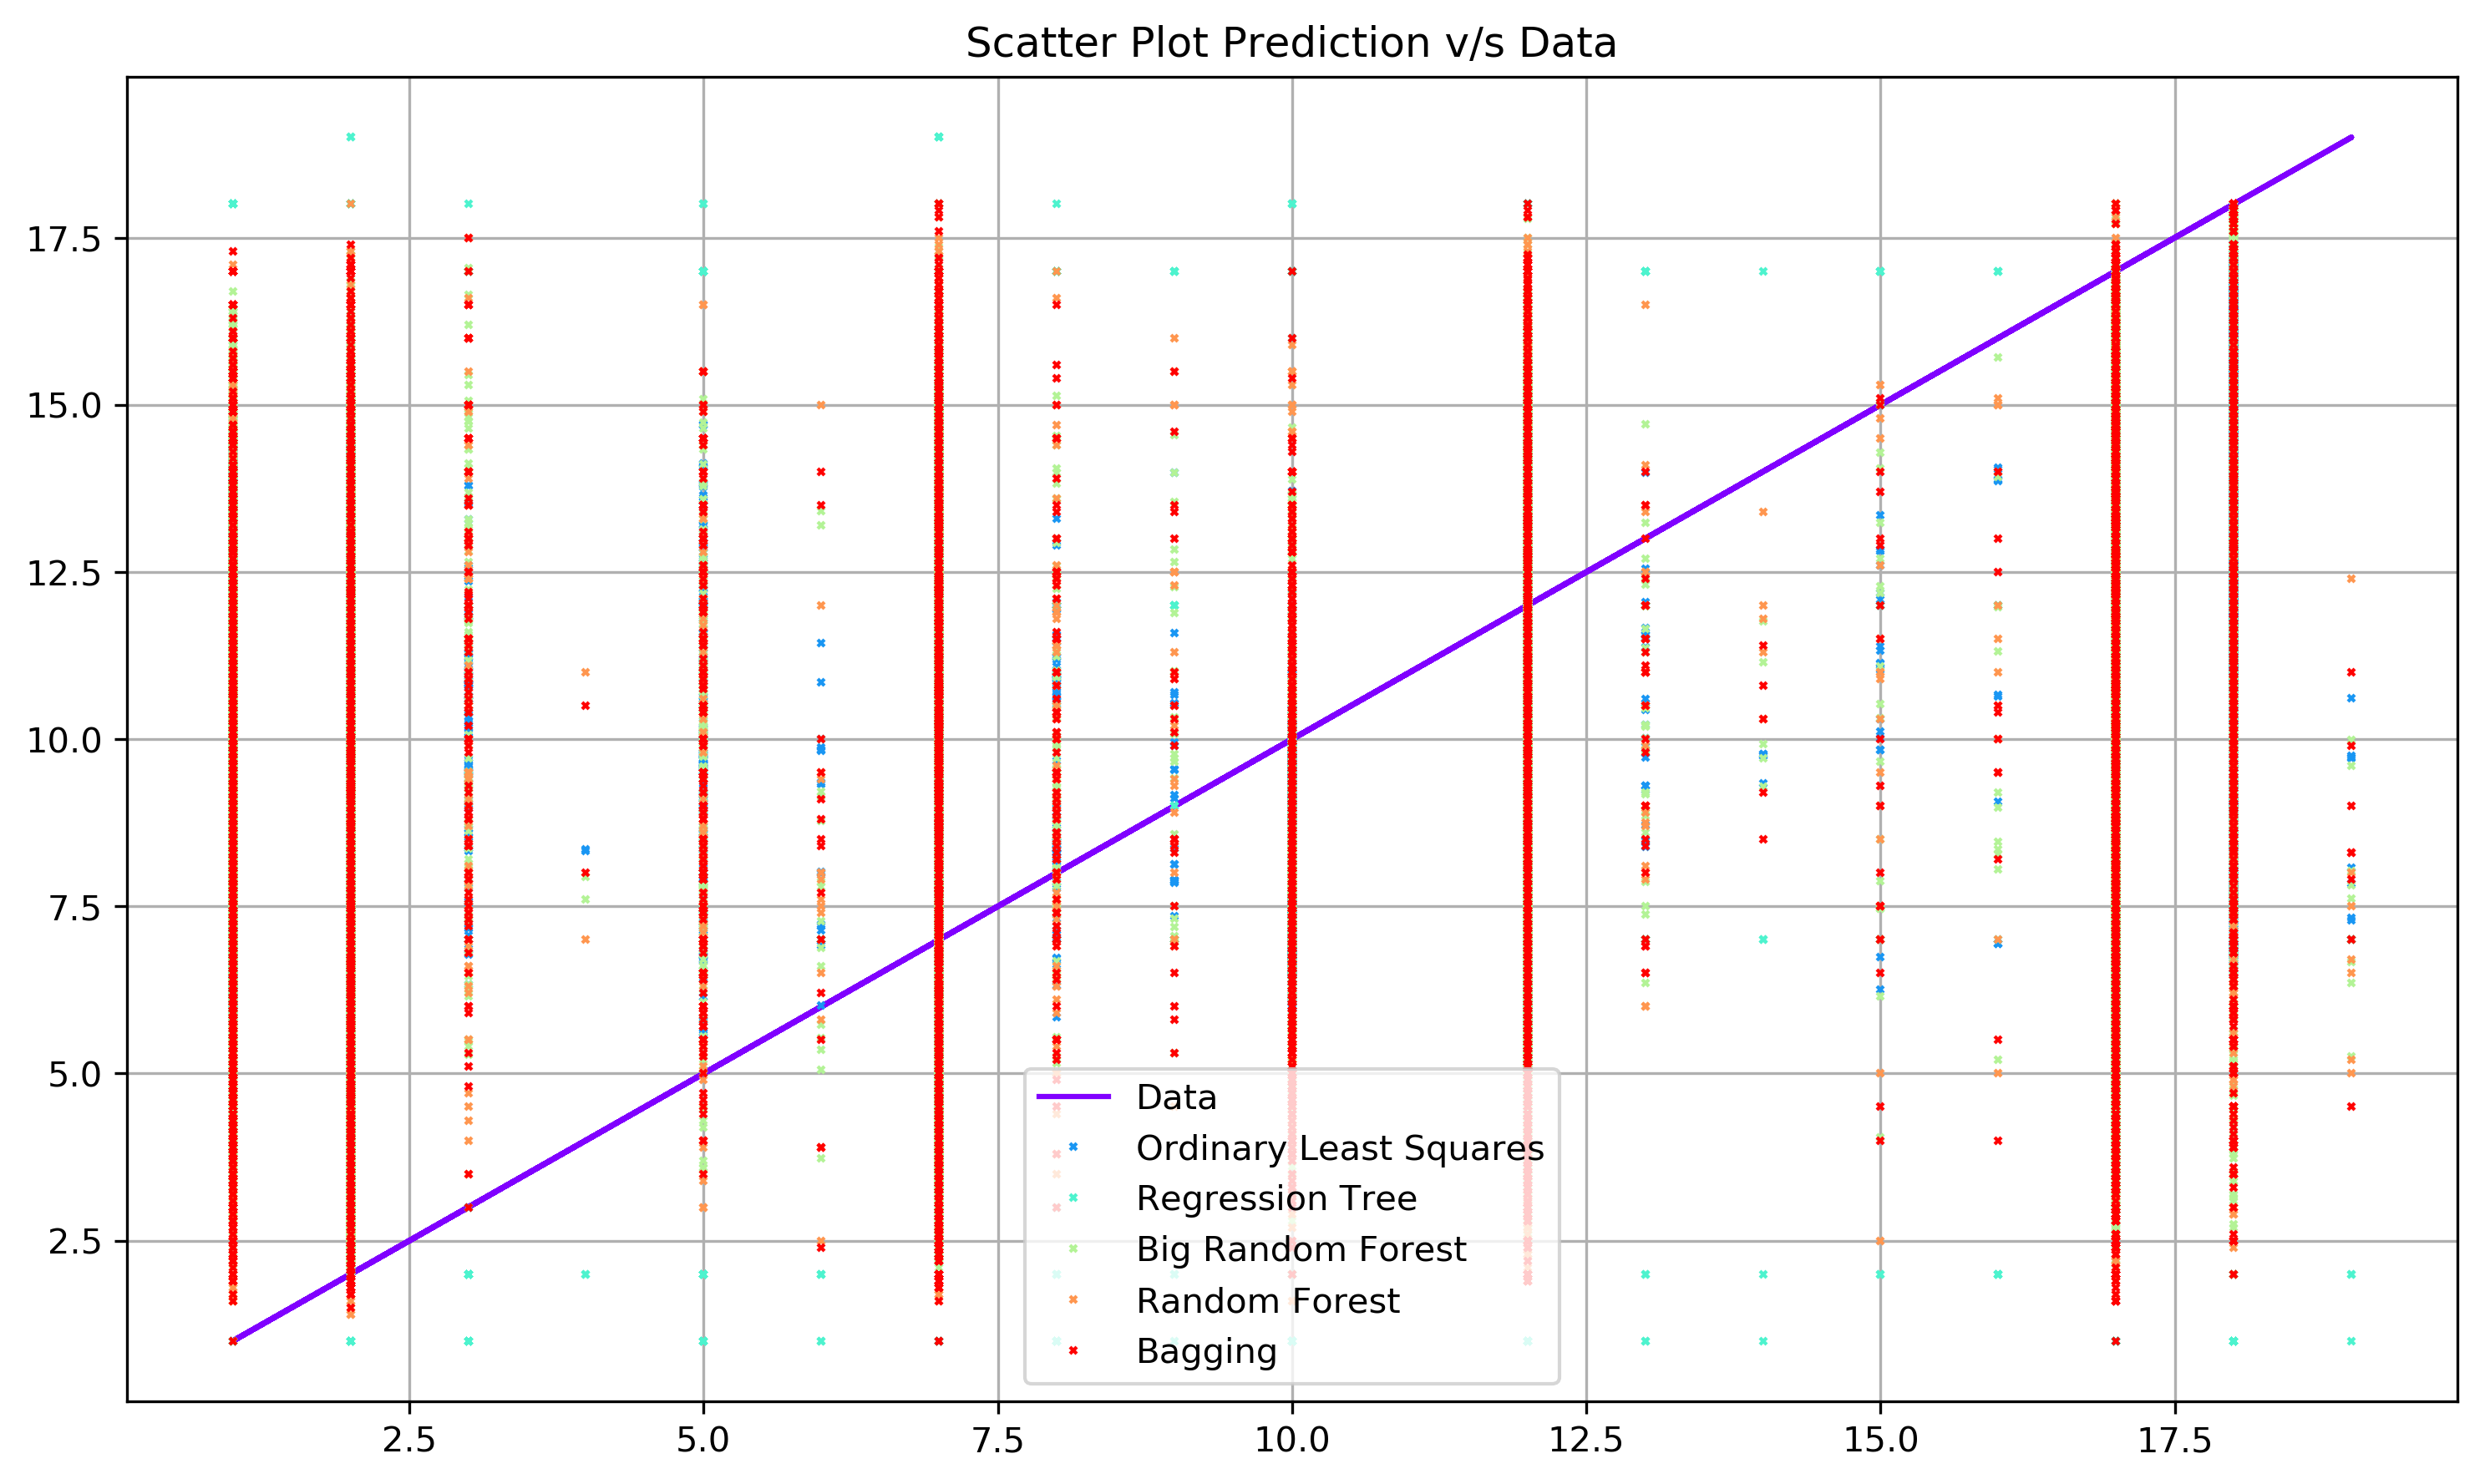 Scatter Plot Prediction v/s Data
17.5
15.0
12.5
10.0
7.5
5.0
2.5
Data
Ordinary Least Squares
Regression Tree
Big Random Forest
Random Forest
Bagging
2.5 5.0 7.5 10.0 12.5 15.0 17.5